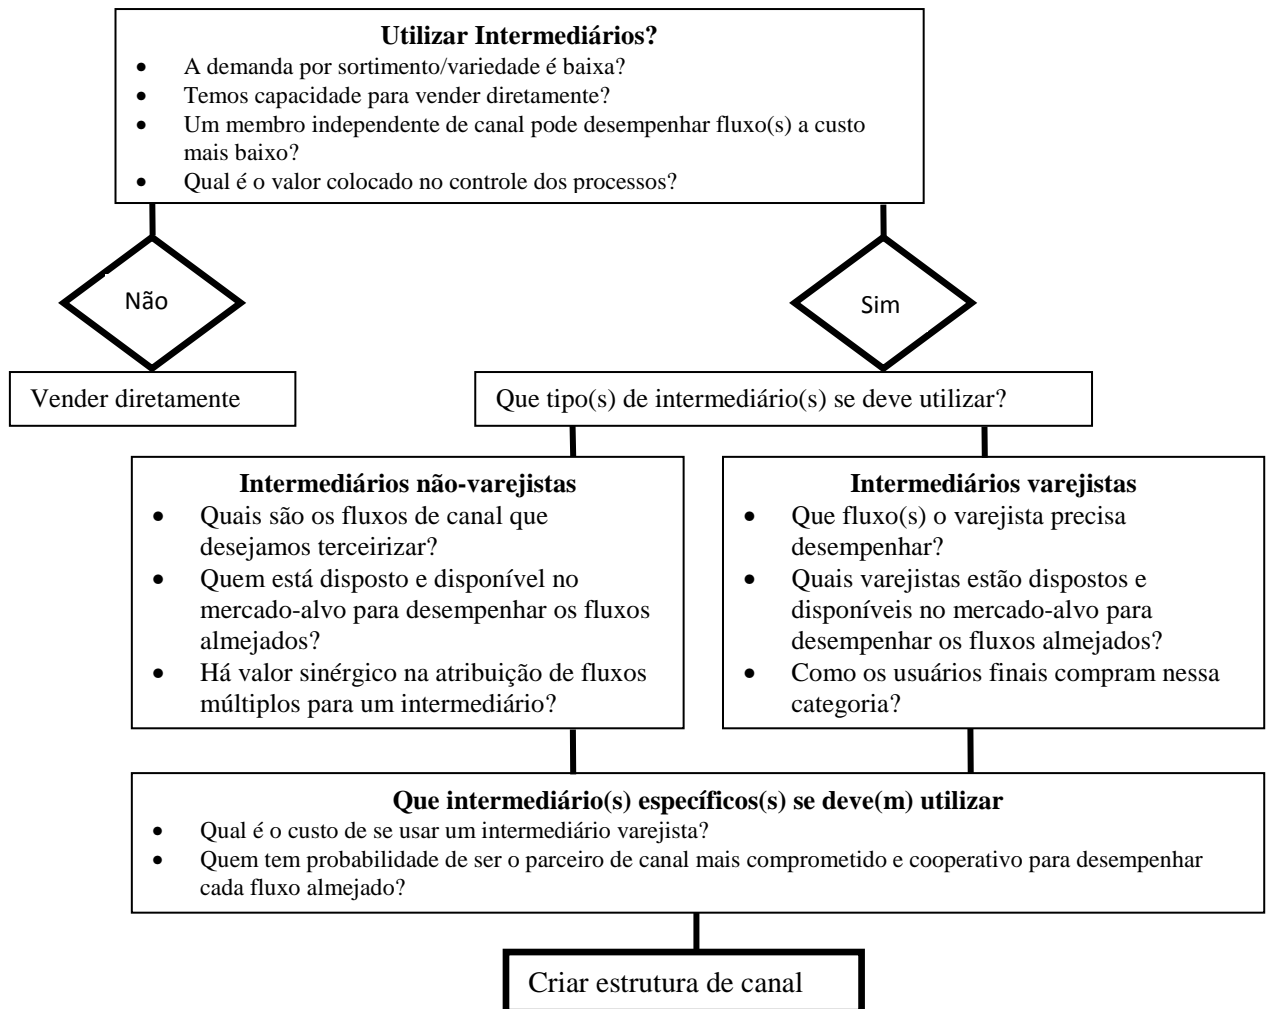 Utilizar Intermediários?
• A demanda por sortimento/variedade é baixa?
• Temos capacidade para vender diretamente?
• Um membro independente de canal pode desempenhar fluxo(s) a custo
mais baixo?
• Qual é o valor colocado no controle dos processos?
Não
Sim
Vender diretamente
Que tipo(s) de intermediário(s) se deve utilizar?
Intermediários não-varejistas
• Quais são os fluxos de canal que
desejamos terceirizar?
• Quem está disposto e disponível no
mercado-alvo para desempenhar os fluxos
almejados?
• Há valor sinérgico na atribuição de fluxos
múltiplos para um intermediário?
Intermediários varejistas
• Que fluxo(s) o varejista precisa
desempenhar?
• Quais varejistas estão dispostos e
disponíveis no mercado-alvo para
desempenhar os fluxos almejados?
• Como os usuários finais compram nessa
categoria?
Que intermediário(s) específicos(s) se deve(m) utilizar
• Qual é o custo de se usar um intermediário varejista?
• Quem tem probabilidade de ser o parceiro de canal mais comprometido e cooperativo para desempenhar
cada fluxo almejado?
Criar estrutura de canal